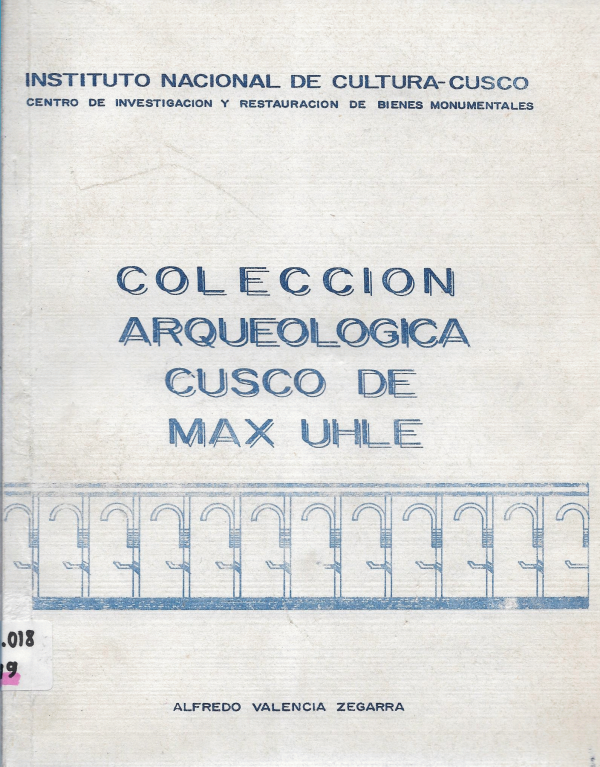 INSTITUTO NACIONAL DE CULTURA-CUSCO
CENTRO DE INVESTIGACION Y RESTAURACION DE BIENES MONUMENTALES
COLECCION
ARQUEOLOGICA
CUSCO DE
MAX UHLE
.018
19
ALFREDO VALENCIA ZEGARRA